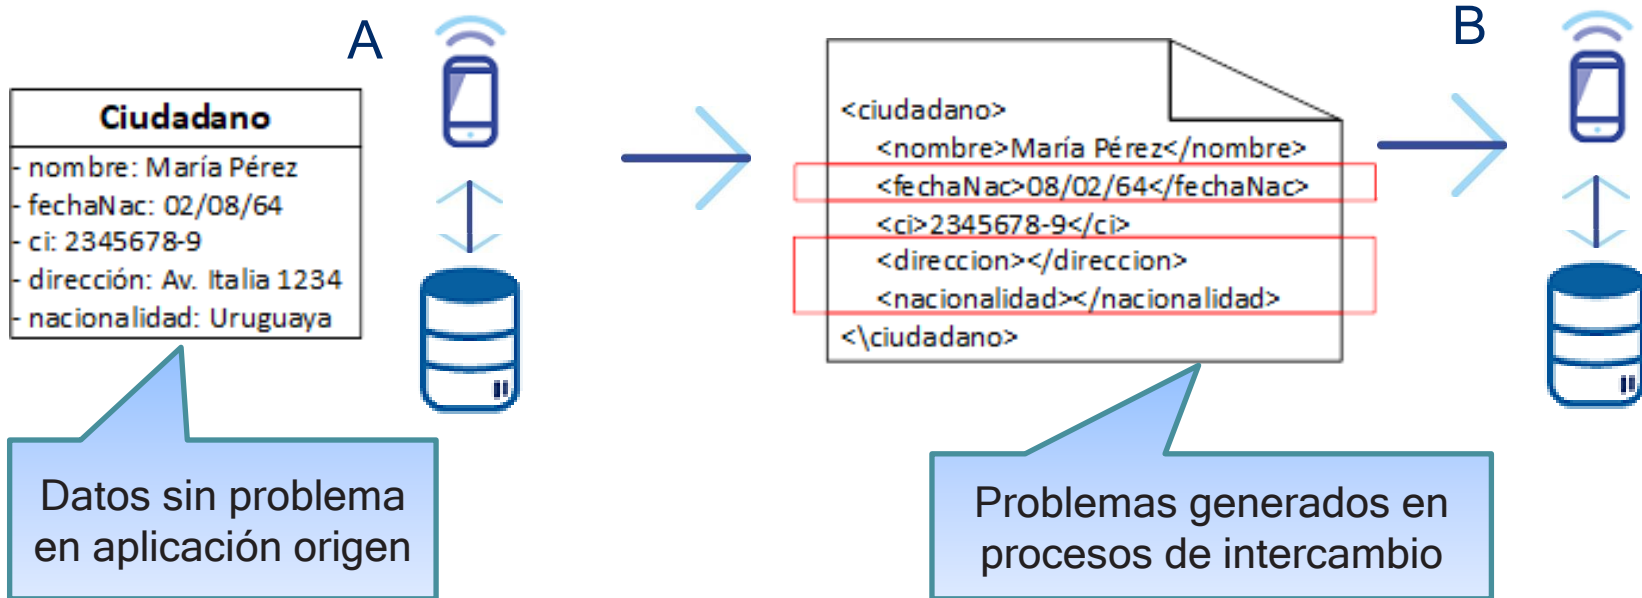 A
Ciudadano
- nombre: María Pérez
- fechaNac: 02/08/64
- ci: 2345678-9
- dirección: Av. Italia 1234
- nacionalidad: Uruguaya
Datos sin problema
en aplicación origen
<ciudadano>
<nombre>María Pérez</nombre>
<fechaNac>08/02/64</fechaNac>
<ci>2345678-9</ci>
<direccion></direccion>
<nacionalidad></nacionalidad>
<\ciudadano>
Problemas generados en
procesos de intercambio
B